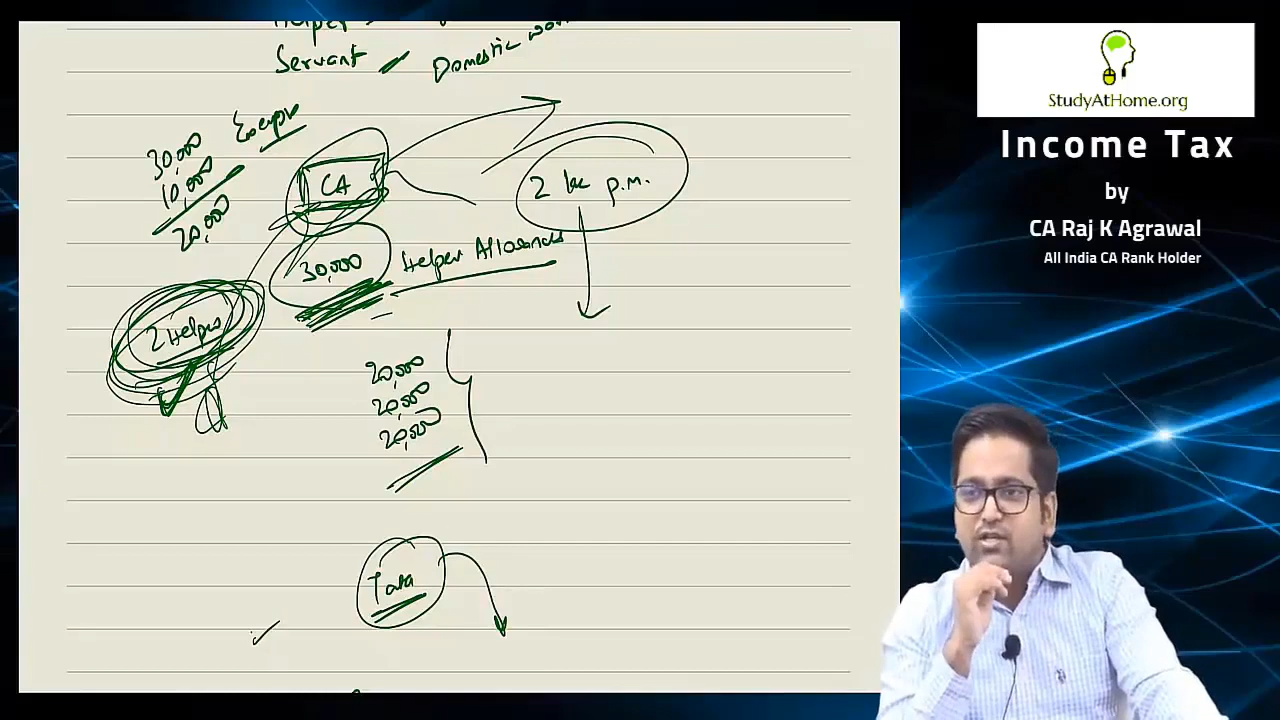 Servant / Domestic
30,000 Exempt
10,000
20,000
CA
2 lac p.m.
30,000 Helper Allowance
2 Helper
20,000
20,000
20,000
Tata
StudyAtHome.org
Income Tax
by
CA Raj K Agrawal
All India CA Rank Holder